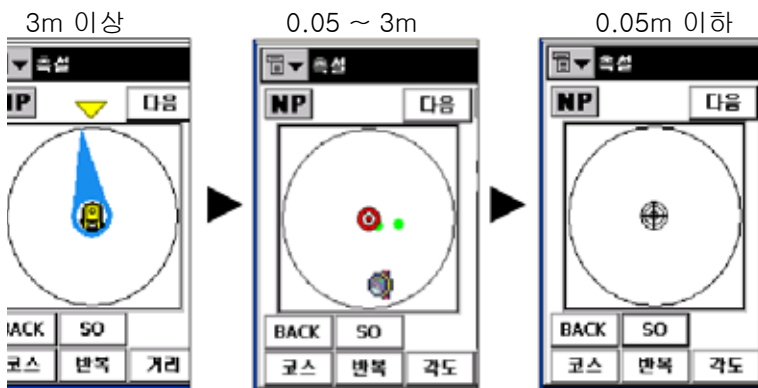 3m 이상
0.05 ~ 3m
0.05m 이하
측설
NP
다음
BACK
SO
코스
반복
거리
측설
NP
다음
BACK
SO
코스
반복
각도
측설
NP
다음
BACK
SO
코스
반복
각도